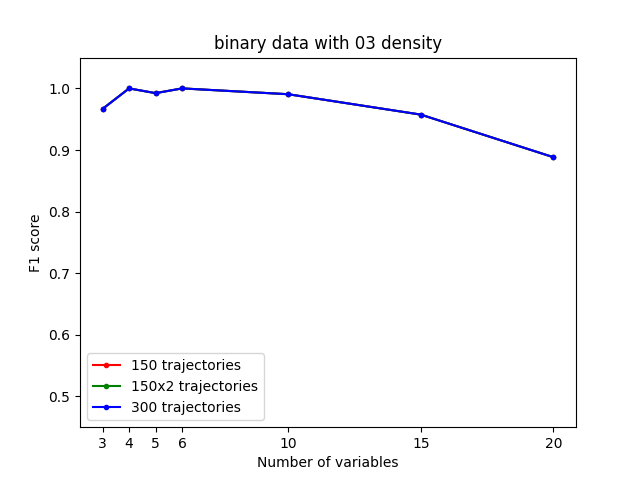 binary data with 03 density
F1 score
1.0
0.9
0.8
0.7
0.6
0.5
150 trajectories
150x2 trajectories
300 trajectories
3 4 5 6 10 15 20
Number of variables